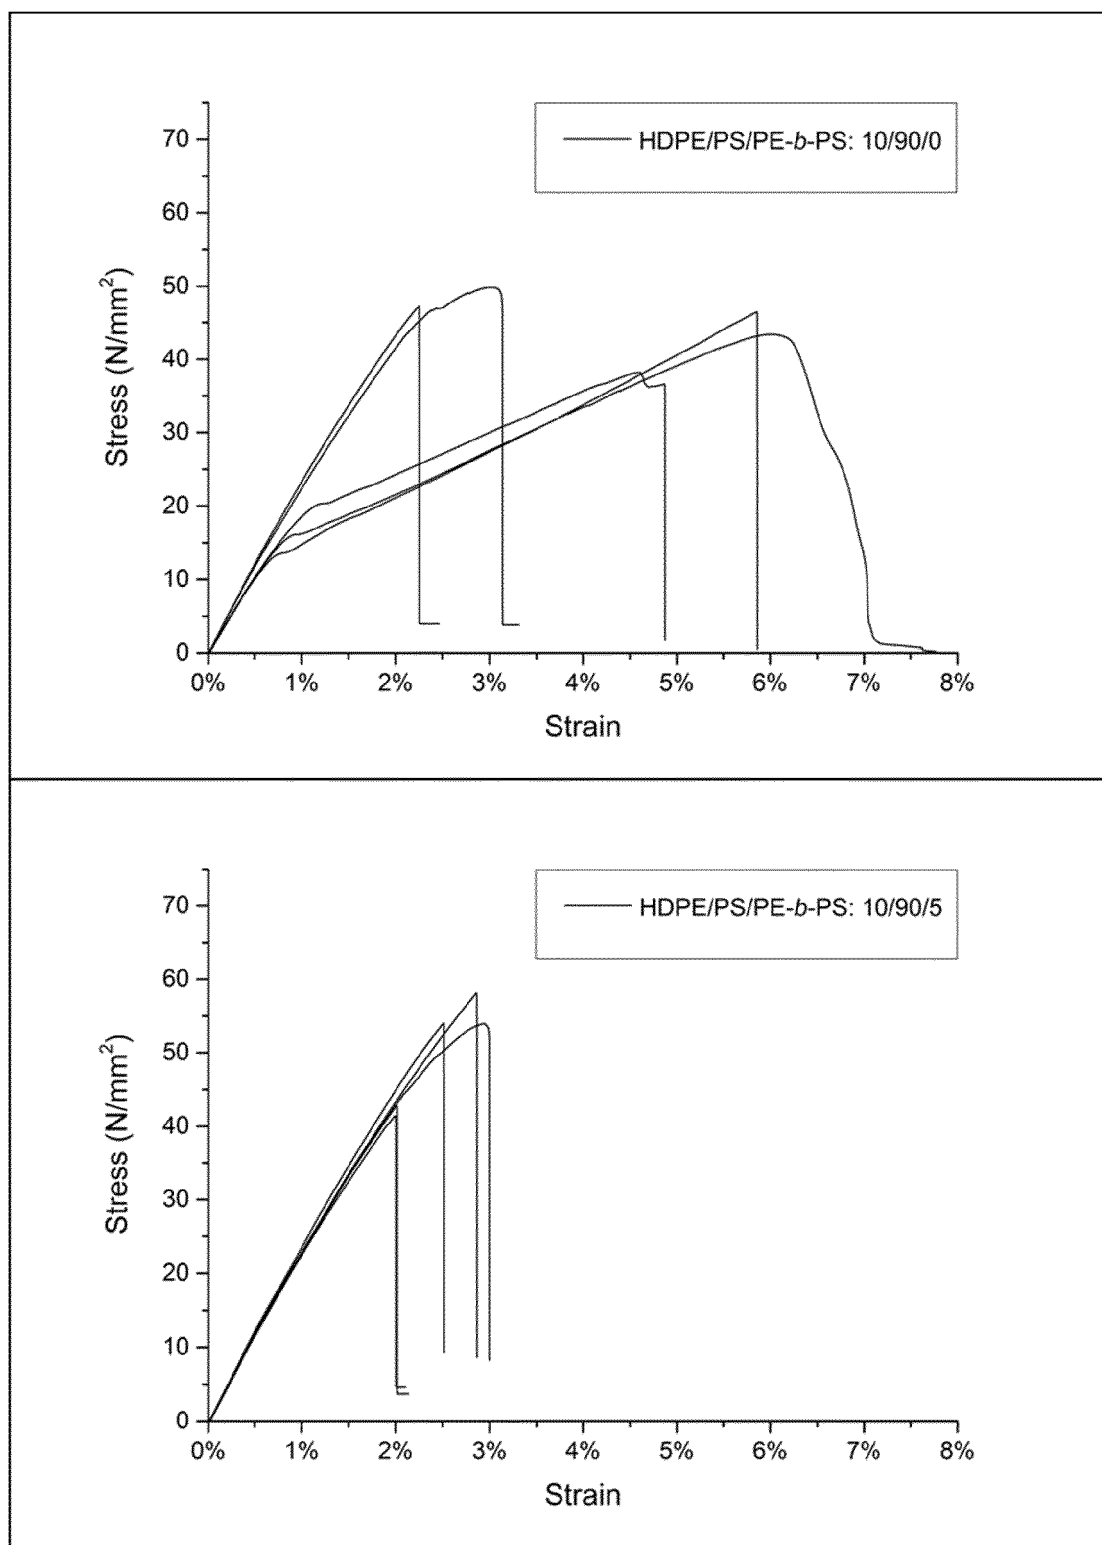 HDPE/PS/PE-b-PS: 10/90/0
70
60
50
40
30
20
10
0
Stress (N/mm²)
0% 1% 2% 3% 4% 5% 6% 7% 8%
Strain
HDPE/PS/PE-b-PS: 10/90/5
70
60
50
40
30
20
10
0
Stress (N/mm²)
0% 1% 2% 3% 4% 5% 6% 7% 8%
Strain